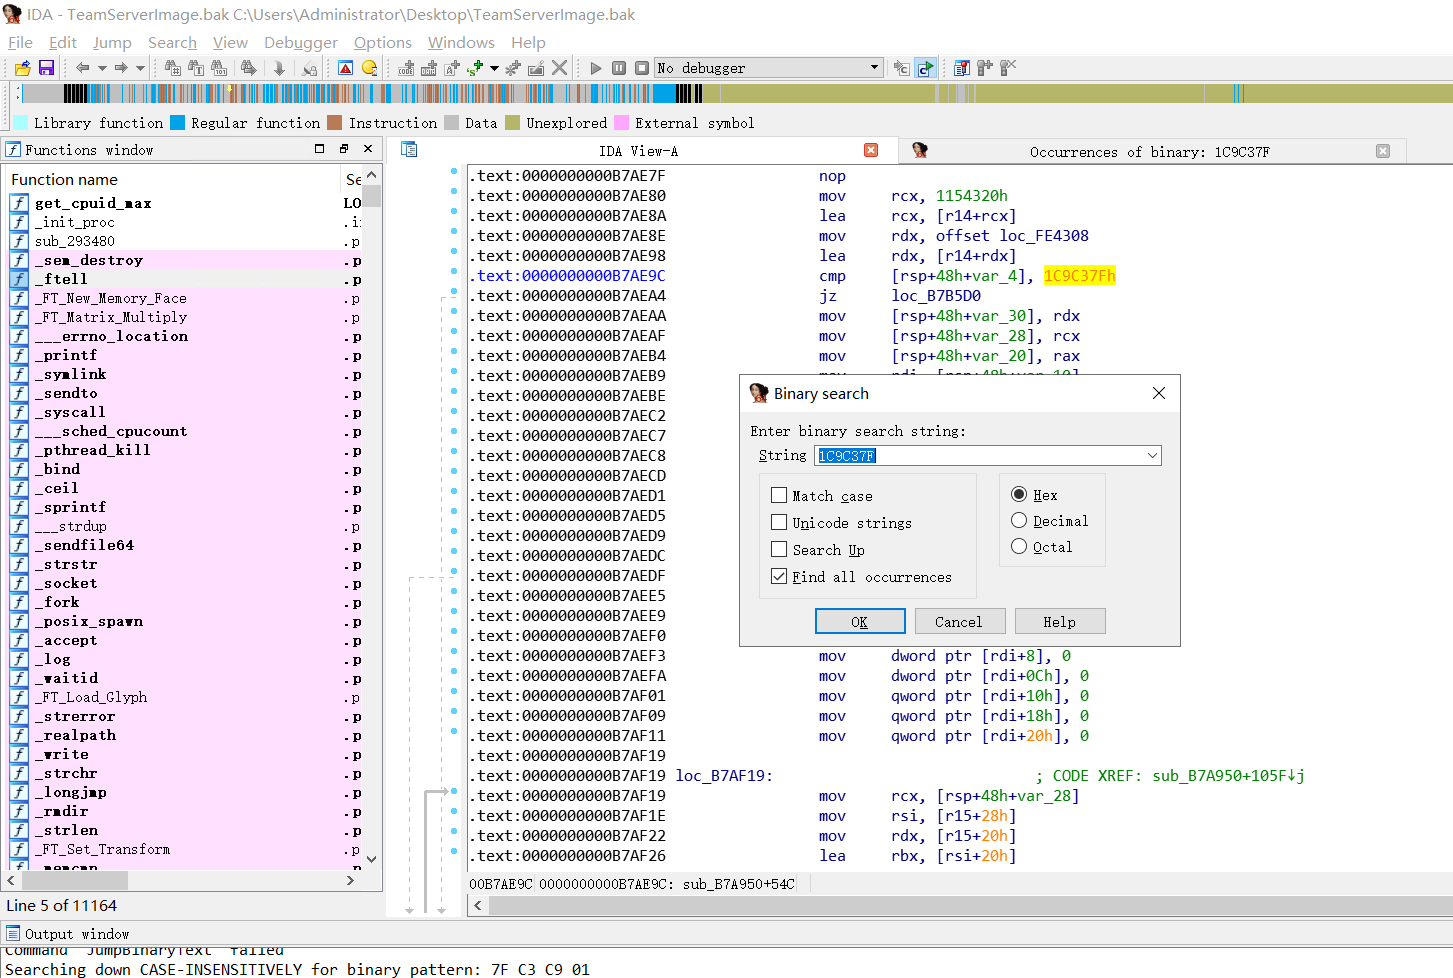 IDA - TeamServerImage.bak C:\Users\Administrator\Desktop\TeamServerImage.bak
File Edit Jump Search View Debugger Options Windows Help
No debugger
Library function Regular function Instruction Data Unexplored External symbol
Functions window
IDA View-A
Occurrences of binary: 1C9C37F
Function name Se
get_cpuid_max LO
_init_proc .i
sub_293480 .p
_sem_destroy .p
_ftell .p
_FT_New_Memory_Face .p
_FT_Matrix_Multiply .p
___errno_location .p
_printf .p
_symlink .p
_sendto .p
_syscall .p
___sched_cpucount .p
_pthread_kill .p
_bind .p
_ceil .p
_sprintf .p
___strdup .p
_sendfile64 .p
_strstr .p
_socket .p
_fork .p
_posix_spawn .p
_accept .p
_log .p
_waitid .p
_FT_Load_Glyph .p
_strerror .p
_realpath .p
_write .p
_strchr .p
_longjmp .p
_rmdir .p
_strlen .p
_FT_Set_Transform .p
_memcmp .p
Line 5 of 11164
.text:0000000000B7AE7F nop
.text:0000000000B7AE80 mov rcx, 1154320h
.text:0000000000B7AE8A lea rcx, [r14+rcx]
.text:0000000000B7AE8E mov rdx, offset loc_FE4308
.text:0000000000B7AE98 lea rdx, [r14+rdx]
.text:0000000000B7AE9C cmp [rsp+48h+var_4], 1C9C37Fh
.text:0000000000B7AEA4 jz loc_B7B5D0
.text:0000000000B7AEAA mov [rsp+48h+var_30], rdx
.text:0000000000B7AEAF mov [rsp+48h+var_28], rcx
.text:0000000000B7AEB4 mov [rsp+48h+var_20], rax
.text:0000000000B7AEB9 mov rdi, [rsp+48h+var_10]
.text:0000000000B7AEBE
.text:0000000000B7AEC2
.text:0000000000B7AEC7
.text:0000000000B7AEC8
.text:0000000000B7AECD
.text:0000000000B7AED1
.text:0000000000B7AED5
.text:0000000000B7AED9
.text:0000000000B7AEDC
.text:0000000000B7AEDF
.text:0000000000B7AEE5
.text:0000000000B7AEE9
.text:0000000000B7AEF0
.text:0000000000B7AEF3 mov dword ptr [rdi+8], 0
.text:0000000000B7AEFA mov dword ptr [rdi+0Ch], 0
.text:0000000000B7AF01 mov qword ptr [rdi+10h], 0
.text:0000000000B7AF09 mov qword ptr [rdi+18h], 0
.text:0000000000B7AF11 mov qword ptr [rdi+20h], 0
.text:0000000000B7AF19
.text:0000000000B7AF19 loc_B7AF19: ; CODE XREF: sub_B7A950+105F↓j
.text:0000000000B7AF19 mov rcx, [rsp+48h+var_28]
.text:0000000000B7AF1E mov rsi, [r15+28h]
.text:0000000000B7AF22 mov rdx, [r15+20h]
.text:0000000000B7AF26 lea rbx, [rsi+20h]
00B7AE9C 0000000000B7AE9C: sub_B7A950+54C
Binary search
Enter binary search string:
String 1C9C37F
Match case
Unicode strings
Search Up
Find all occurrences
Hex
Decimal
Octal
OK Cancel Help
Output window
Command "JumpBinaryText" failed
Searching down CASE-INSENSITIVELY for binary pattern: 7F C3 C9 01